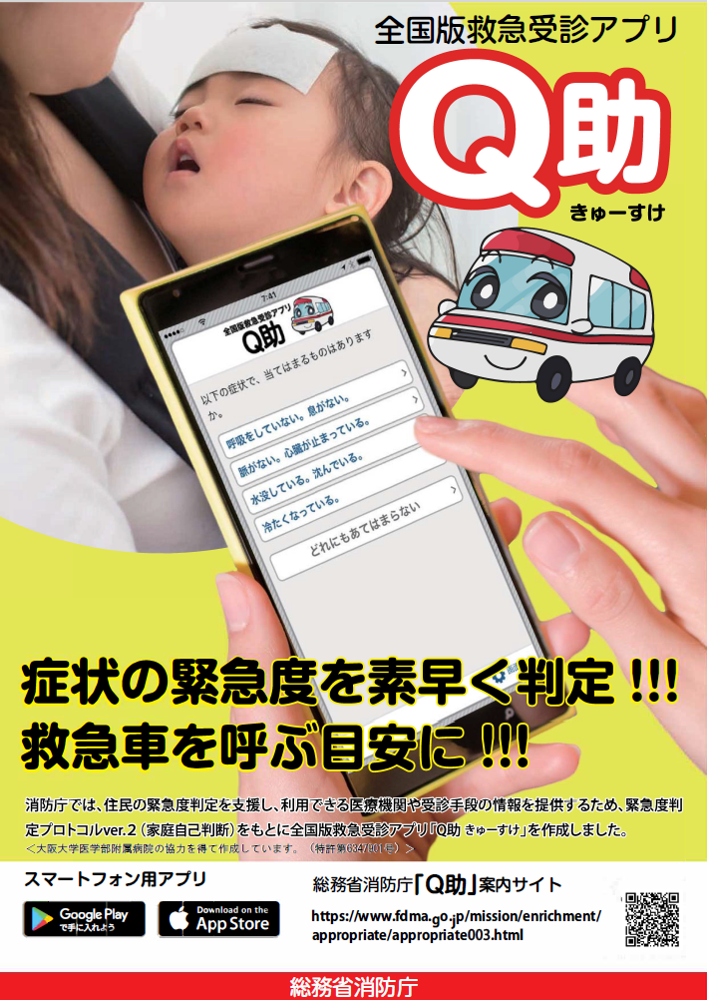 全国版救急受診アプリ
Q助
きゅーすけ
7:41
全国版救急受診アプリ
Q助
以下の症状で、当てはまるものはあります
か。
呼吸をしていない。息がない。
脈がない。心臓が止まっている。
水没している。沈んでいる。
冷たくなっている。
どれにもあてはまらない
症状の緊急度を素早く判定!!!
救急車を呼ぶ目安に!!!
消防庁では、住民の緊急度判定を支援し、利用できる医療機関や受診手段の情報を提供するため、緊急度判
定プロトコルver.2(家庭自己判断)をもとに全国版救急受診アプリ「Q助 きゅーすけ」を作成しました。
<大阪大学医学部附属病院の協力を得て作成しています。(特許第6347901号)>
スマートフォン用アプリ
総務省消防庁「Q助」案内サイト
Google Play
で手に入れよう
Download on the
App Store
https://www.fdma.go.jp/mission/enrichment/
appropriate/appropriate003.html
総務省消防庁